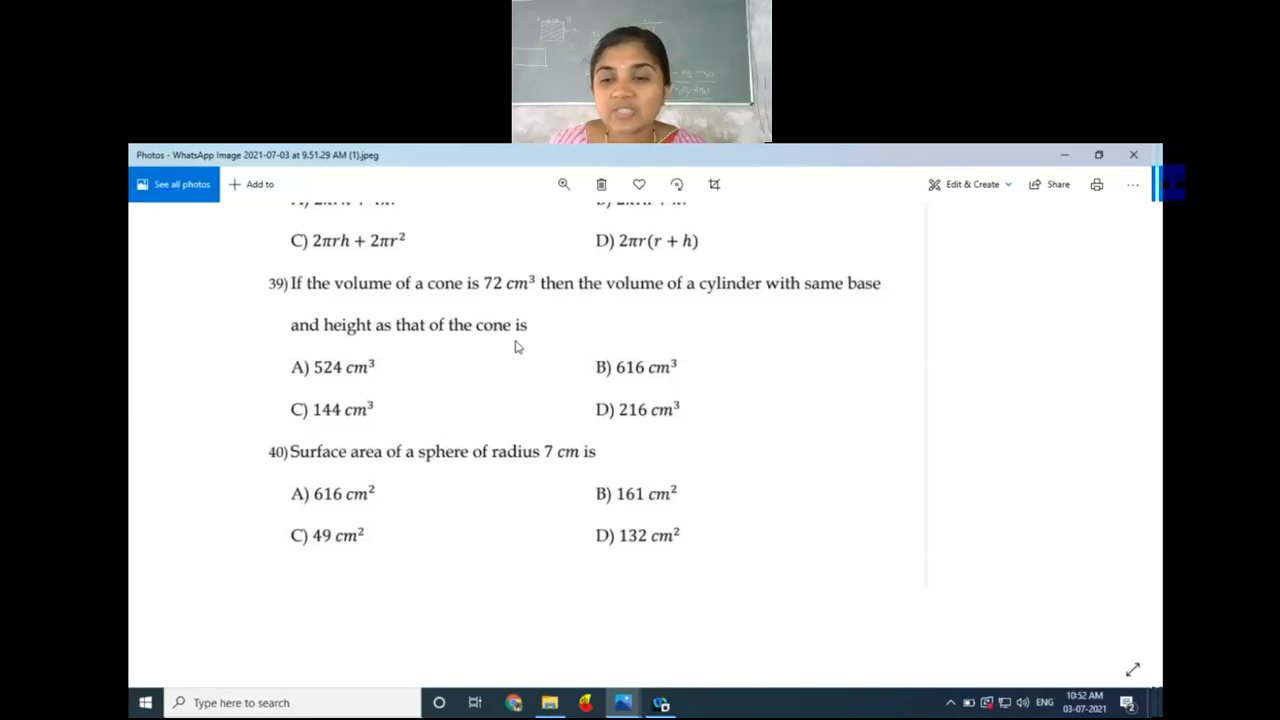 Photos - WhatsApp Image 2021-07-03 at 9.51.29 AM (1).jpeg
See all photos
Add to
Edit & Create
Share
C) 2πrh + 2πr²
D) 2πr(r + h)
39) If the volume of a cone is 72 cm³ then the volume of a cylinder with same base
and height as that of the cone is
A) 524 cm³
B) 616 cm³
C) 144 cm³
D) 216 cm³
40) Surface area of a sphere of radius 7 cm is
A) 616 cm²
B) 161 cm²
C) 49 cm²
D) 132 cm²
Type here to search
ENG
10:52 AM
03-07-2021
2